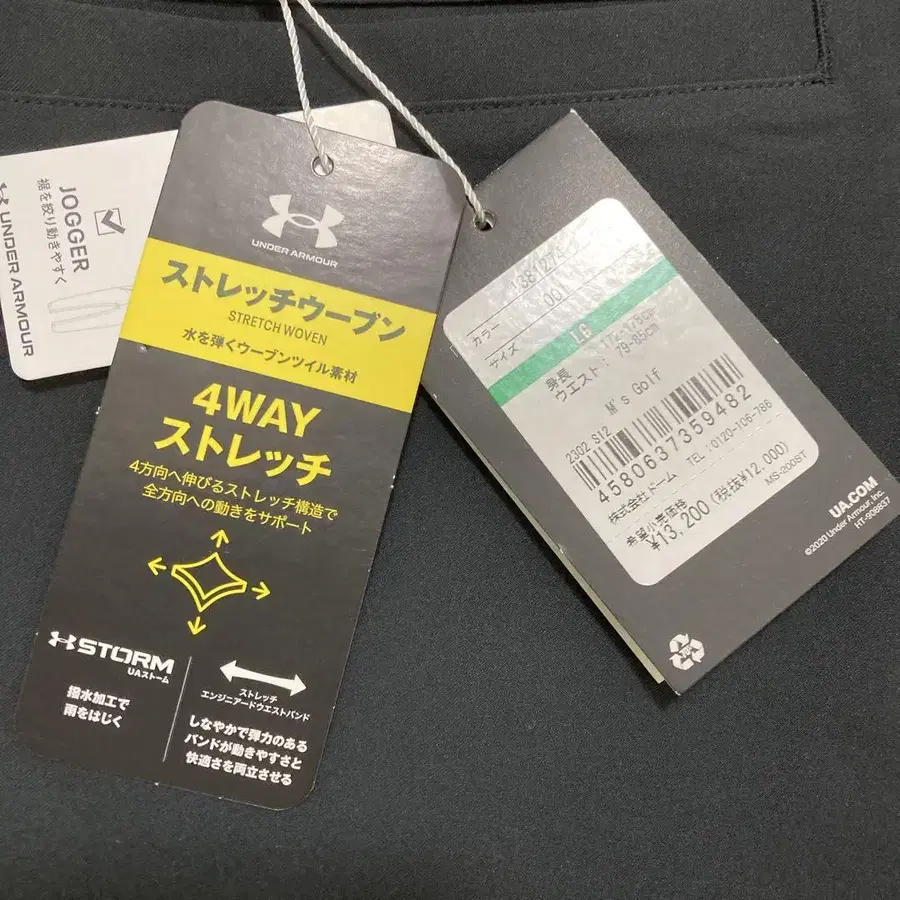 JOGGER
裾を絞り動きやすく
UNDER ARMOUR
UNDER ARMOUR
ストレッチウーブン
STRETCH WOVEN
水を弾くウーブンツイル素材
4WAY
ストレッチ
4方向へ伸びるストレッチ構造で
全方向への動きをサポート
STORM
UAストーム
撥水加工で
雨をはじく
ストレッチ
エンジニアードウエストバンド
しなやかで弾力のある
バンドが動きやすさと
快適さを両立させる
1381274
カラー 001
サイズ LG
身長
ウエスト: 79-85cm
M's Golf
2302 S12
4580637359482
株式会社ドーム TEL:0120-106-786
希望小売価格
¥13,200 (税抜¥12,000)
MS-200ST
UA.COM
©2020 Under Armour, Inc.
HT-908837